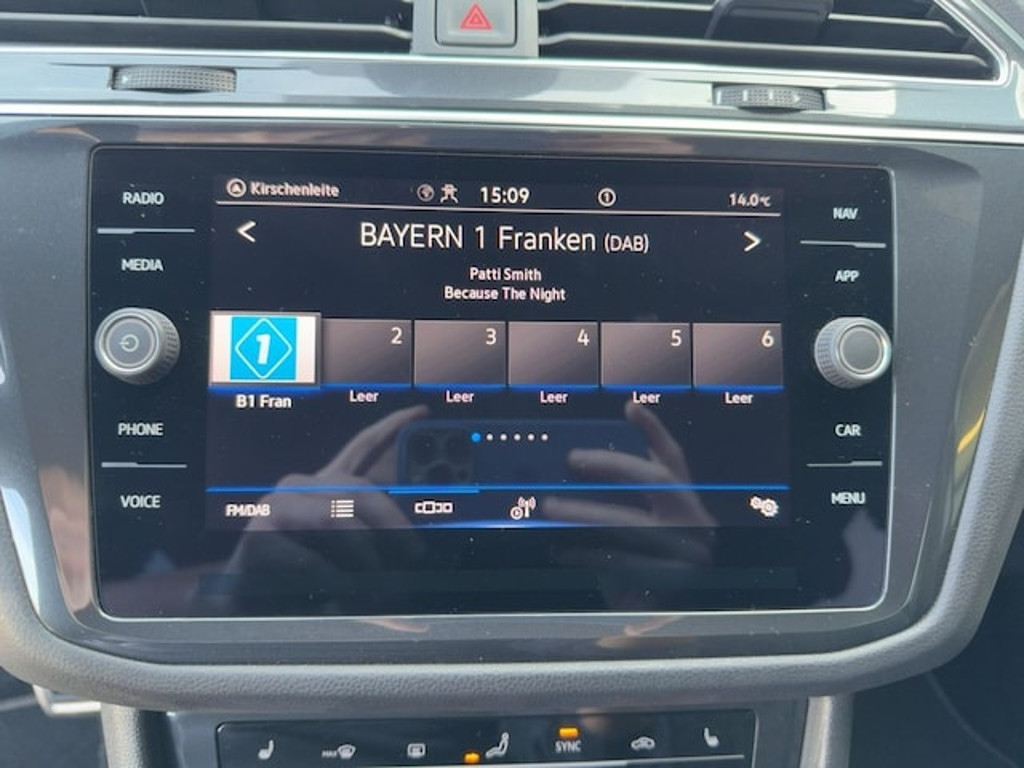 RADIO
MEDIA
PHONE
VOICE
Kirschenleite
15:09
1
14.0°C
< BAYERN 1 Franken (DAB) >
Patti Smith
Because The Night
1 2 3 4 5 6
B1 Fran Leer Leer Leer Leer Leer
FM/DAB
NAV
APP
CAR
MENU
MAX
SYNC